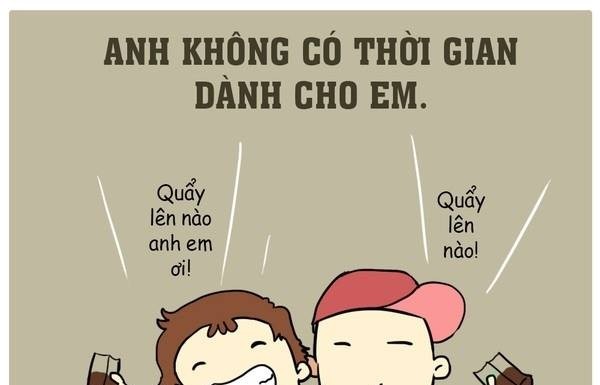 ANH KHÔNG CÓ THỜI GIAN
DÀNH CHO EM.
Quẩy
lên nào
anh em
ơi!
Quẩy
lên
nào!